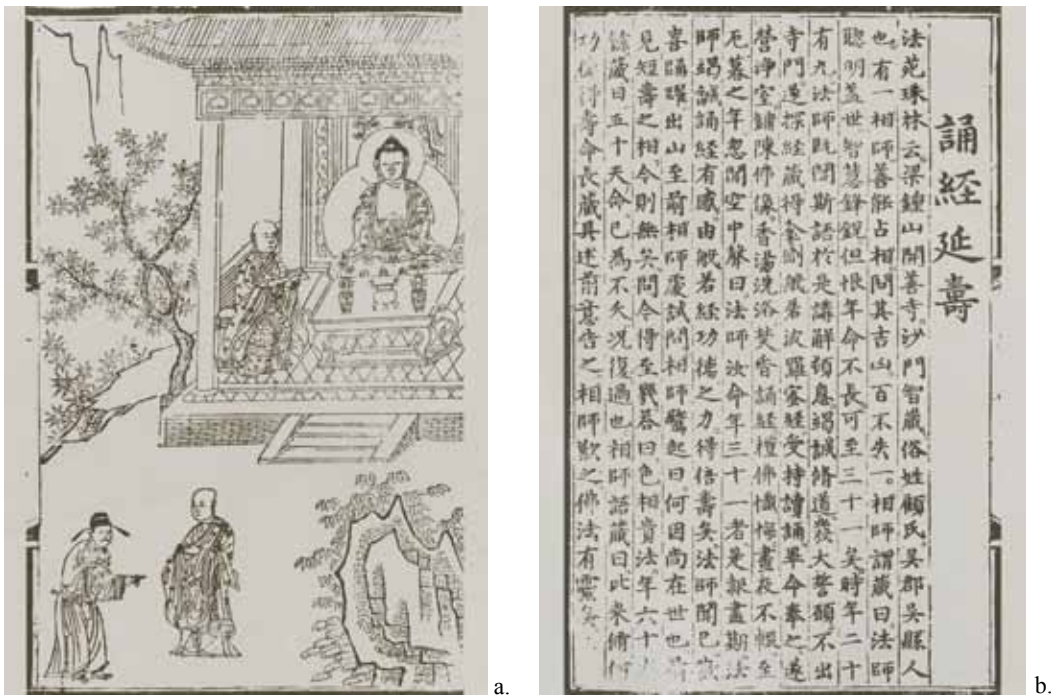 誦經延壽
法苑珠林云梁鍾山開善寺沙門智藏俗姓顧氏吳郡吳縣人
也有一相師善能占相問其吉凶百不失一。相師謂藏曰法師
聰明蓋世智慧鋒銳但恨年命不長可至三十一矣時年二十
有九法師既聞斯語於是講解頓息竭誠脩道發大誓願不出
寺門遂探經藏得金剛般若波羅蜜經受持讀誦畢命奉之遂
營淨室鋪陳佛像香湯洗浴焚香誦經禮佛懺悔晝夜不輟至
厄暮之年忽聞空中聲曰法師汝命年三十一者是報盡期法
師竭誠誦經有感由般若經功德之力得倍壽矣法師聞已歡
喜踊躍出山至前相師處試問相師驚起曰何因尚在世也前
見短壽之相今則無矣問今得至幾答曰色相貴法年六十
餘藏曰五十天命已為不夭況復過也相師語藏曰比來脩何
功德得壽命長藏具述前意告之相師歎之佛法有靈矣
a.
b.